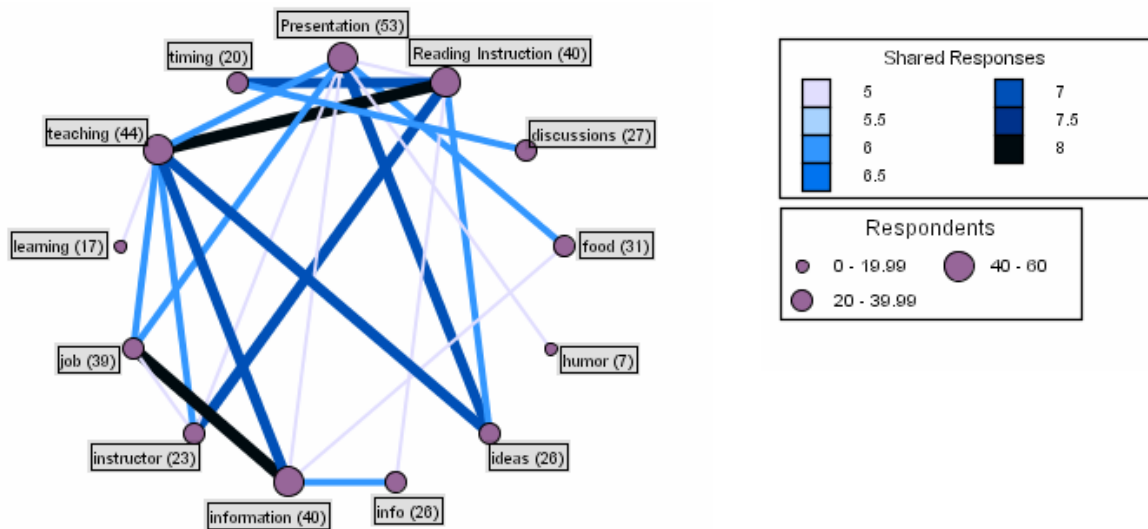 Presentation (53)
timing (20)
Reading Instruction (40)
teaching (44)
discussions (27)
learning (17)
food (31)
job (39)
humor (7)
instructor (23)
ideas (26)
information (40)
info (26)
Shared Responses
5
7
5.5
7.5
6
8
6.5
Respondents
0 - 19.99
40 - 60
20 - 39.99